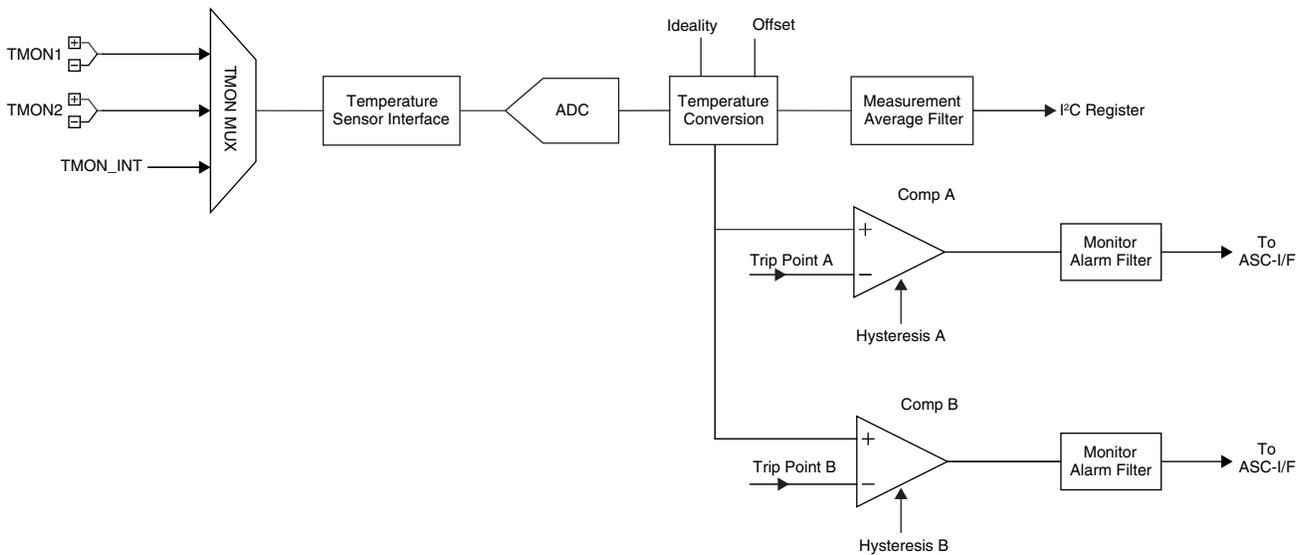 Ideality
Offset
TMON1
+
−
TMON2
+
−
TMON_INT
TMON MUX
Temperature
Sensor Interface
ADC
Temperature
Conversion
Measurement
Average Filter
I²C Register
Comp A
+
−
Trip Point A
Hysteresis A
Monitor
Alarm Filter
To
ASC-I/F
Comp B
+
−
Trip Point B
Hysteresis B
Monitor
Alarm Filter
To
ASC-I/F